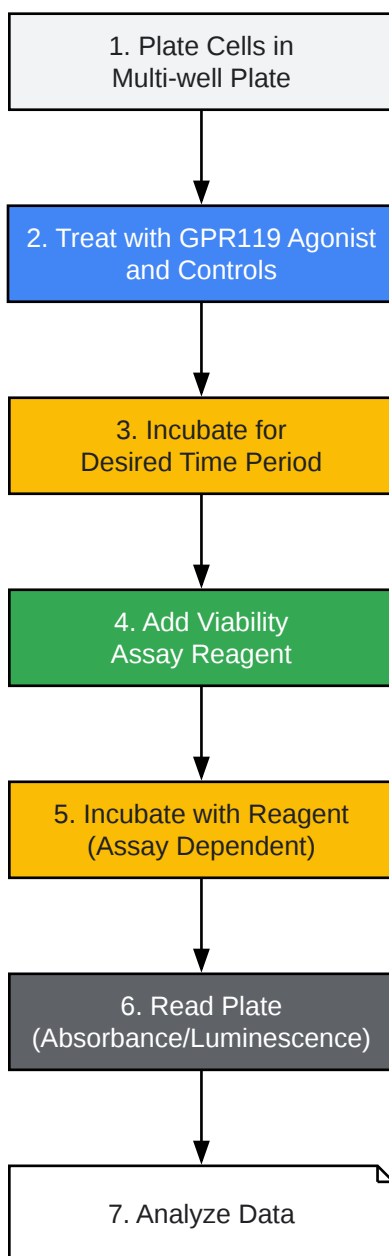 1. Plate Cells in
Multi-well Plate
2. Treat with GPR119 Agonist
and Controls
3. Incubate for
Desired Time Period
4. Add Viability
Assay Reagent
5. Incubate with Reagent
(Assay Dependent)
6. Read Plate
(Absorbance/Luminescence)
7. Analyze Data